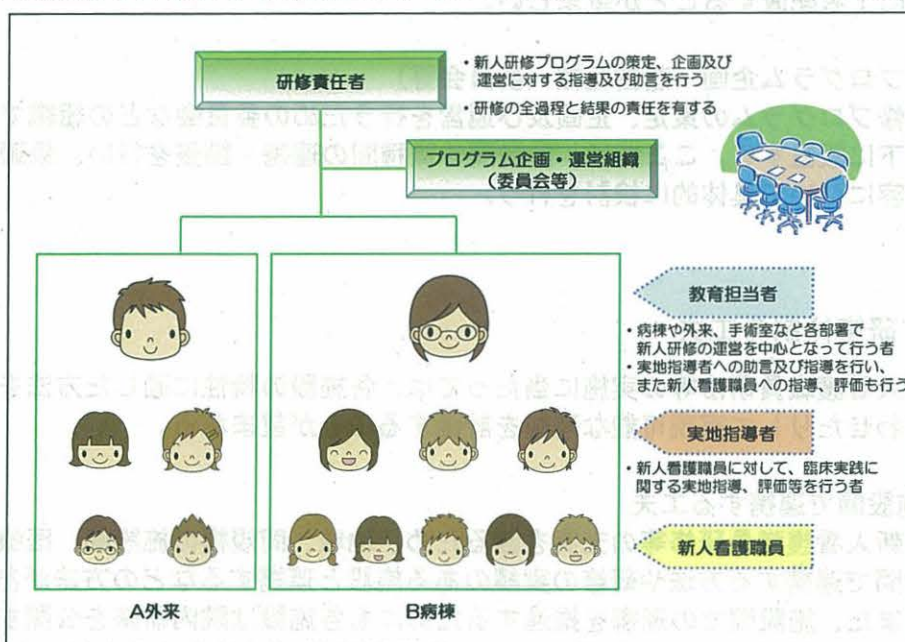 研修責任者
・新人研修プログラムの策定、企画及び
運営に対する指導及び助言を行う
・研修の全過程と結果の責任を有する
プログラム企画・運営組織
（委員会等）
教育担当者
・病棟や外来、手術室など各部署で
新人研修の運営を中心となって行う者
・実地指導者への助言及び指導を行い、
また新人看護職員への指導、評価も行う
実地指導者
・新人看護職員に対して、臨床実践に
関する実地指導、評価等を行う者
新人看護職員
A外来
B病棟